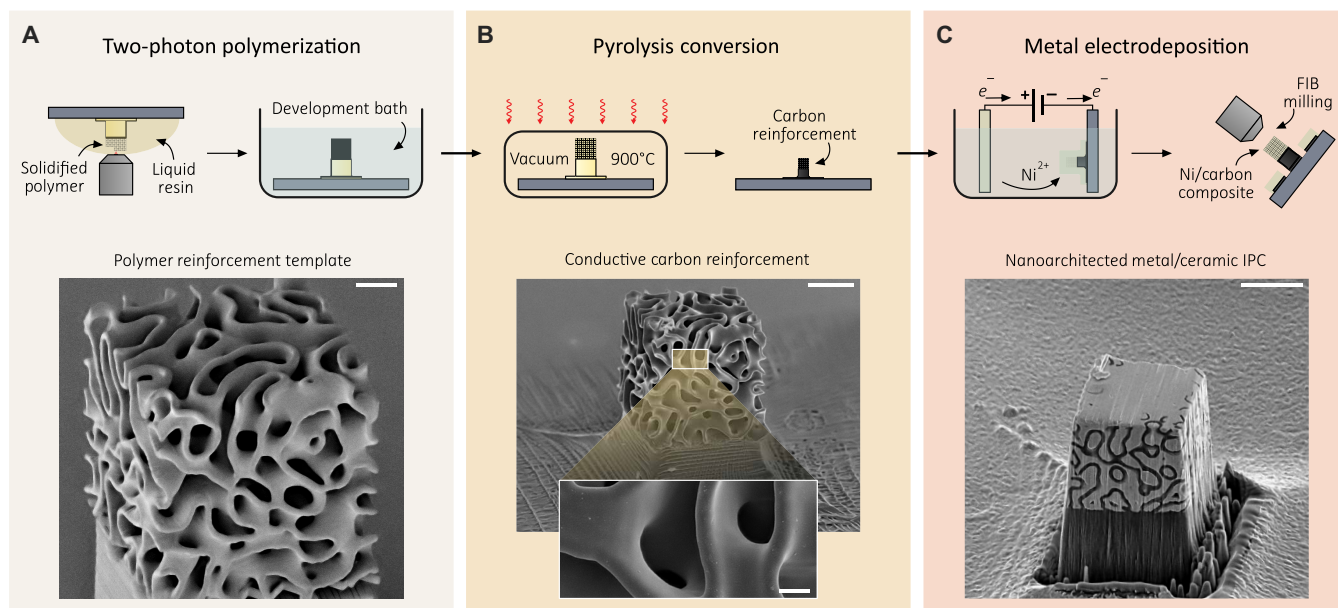 A
Two-photon polymerization
Solidified
polymer
Liquid
resin
Development bath
Polymer reinforcement template
B
Pyrolysis conversion
Vacuum
900°C
Carbon
reinforcement
Conductive carbon reinforcement
C
Metal electrodeposition
e⁻
+
−
e⁻
Ni²⁺
FIB
milling
Ni/carbon
composite
Nanoarchitected metal/ceramic IPC